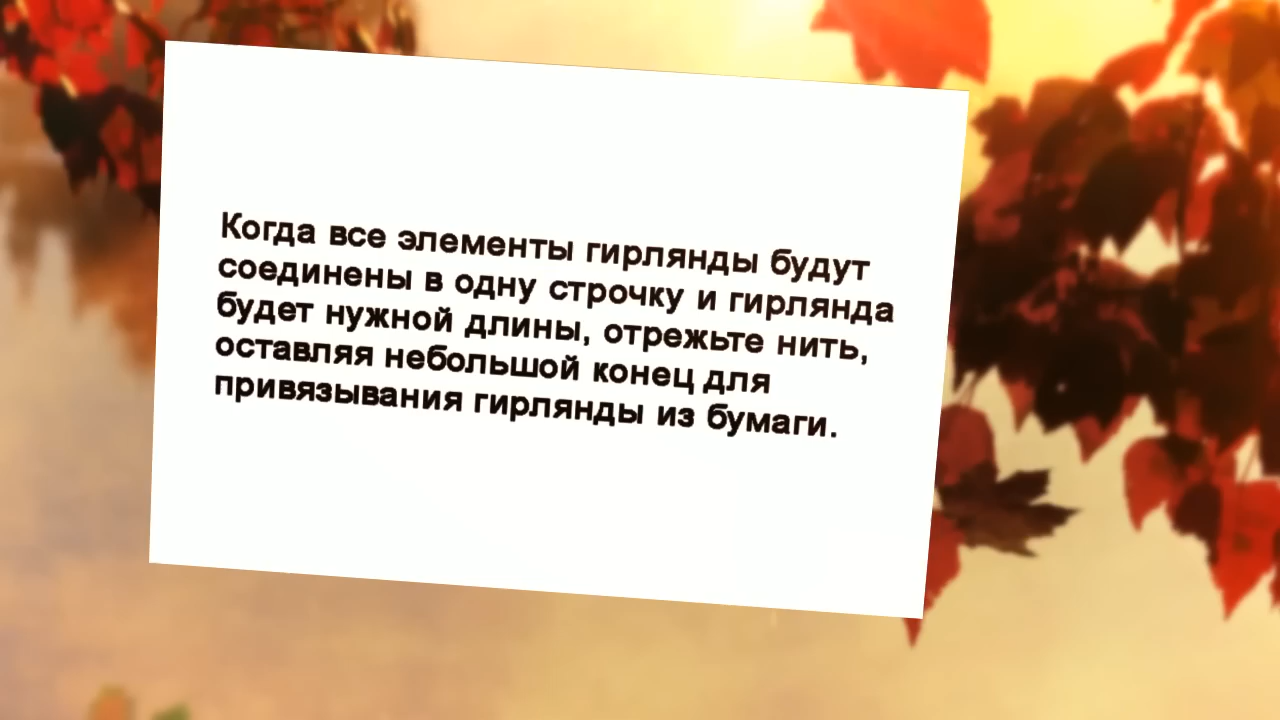 Когда все элементы гирлянды будут
соединены в одну строчку и гирлянда
будет нужной длины, отрежьте нить,
оставляя небольшой конец для
привязывания гирлянды из бумаги.